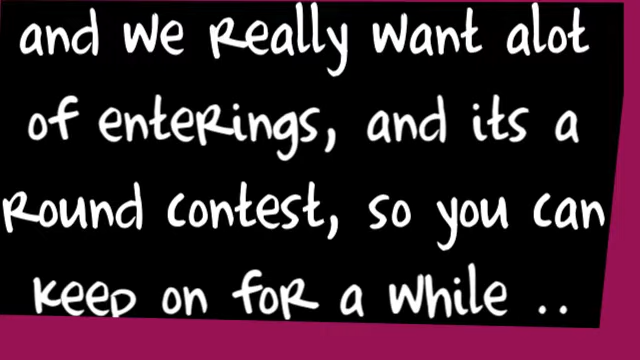 and we really want alot
of enterings, and its a
round contest, so you can
keep on for a while ..